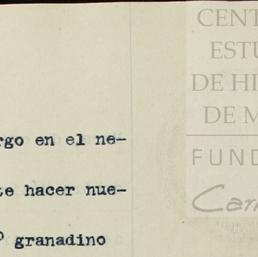 CENT
ESTU
DE HI
DE M
FUND
Car
rgo en el ne-
te hacer nue-
º granadino